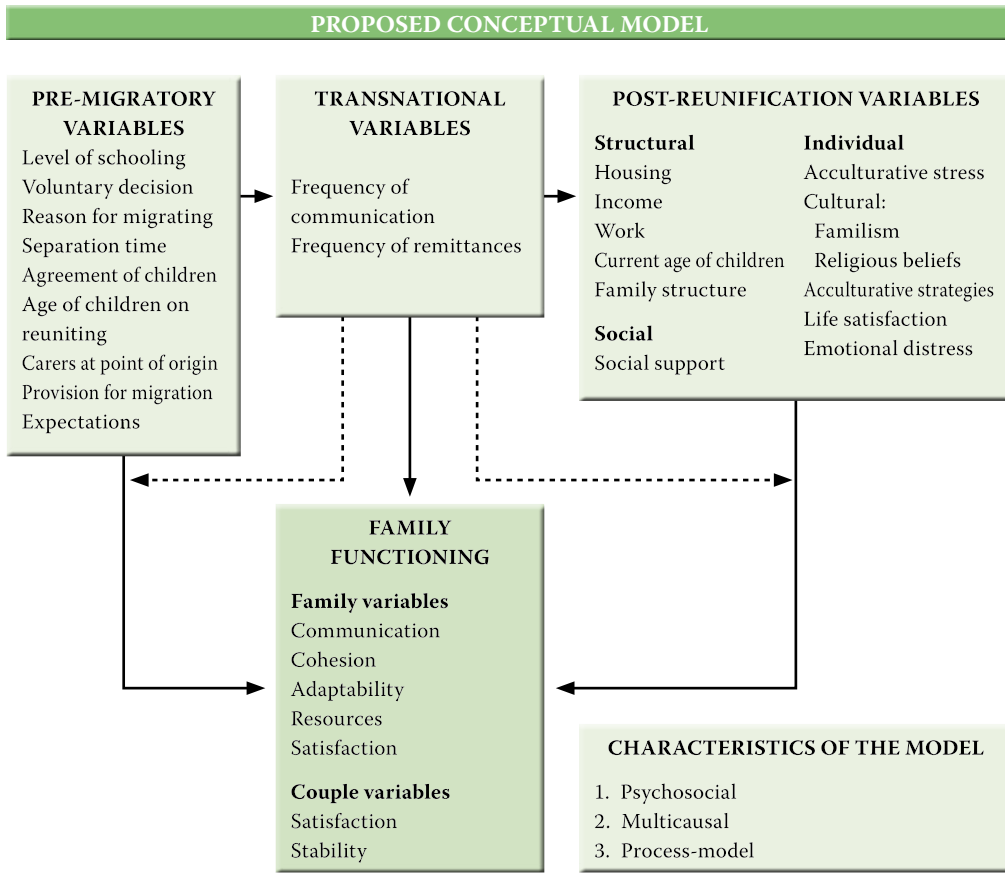 PROPOSED CONCEPTUAL MODEL
PRE-MIGRATORY
VARIABLES
Level of schooling
Voluntary decision
Reason for migrating
Separation time
Agreement of children
Age of children on
reuniting
Carers at point of origin
Provision for migration
Expectations
TRANSNATIONAL
VARIABLES
Frequency of
communication
Frequency of remittances
POST-REUNIFICATION VARIABLES
Structural
Housing
Income
Work
Current age of children
Family structure
Social
Social support
Individual
Acculturative stress
Cultural:
Familism
Religious beliefs
Acculturative strategies
Life satisfaction
Emotional distress
FAMILY
FUNCTIONING
Family variables
Communication
Cohesion
Adaptability
Resources
Satisfaction
Couple variables
Satisfaction
Stability
CHARACTERISTICS OF THE MODEL
1. Psychosocial
2. Multicausal
3. Process-model